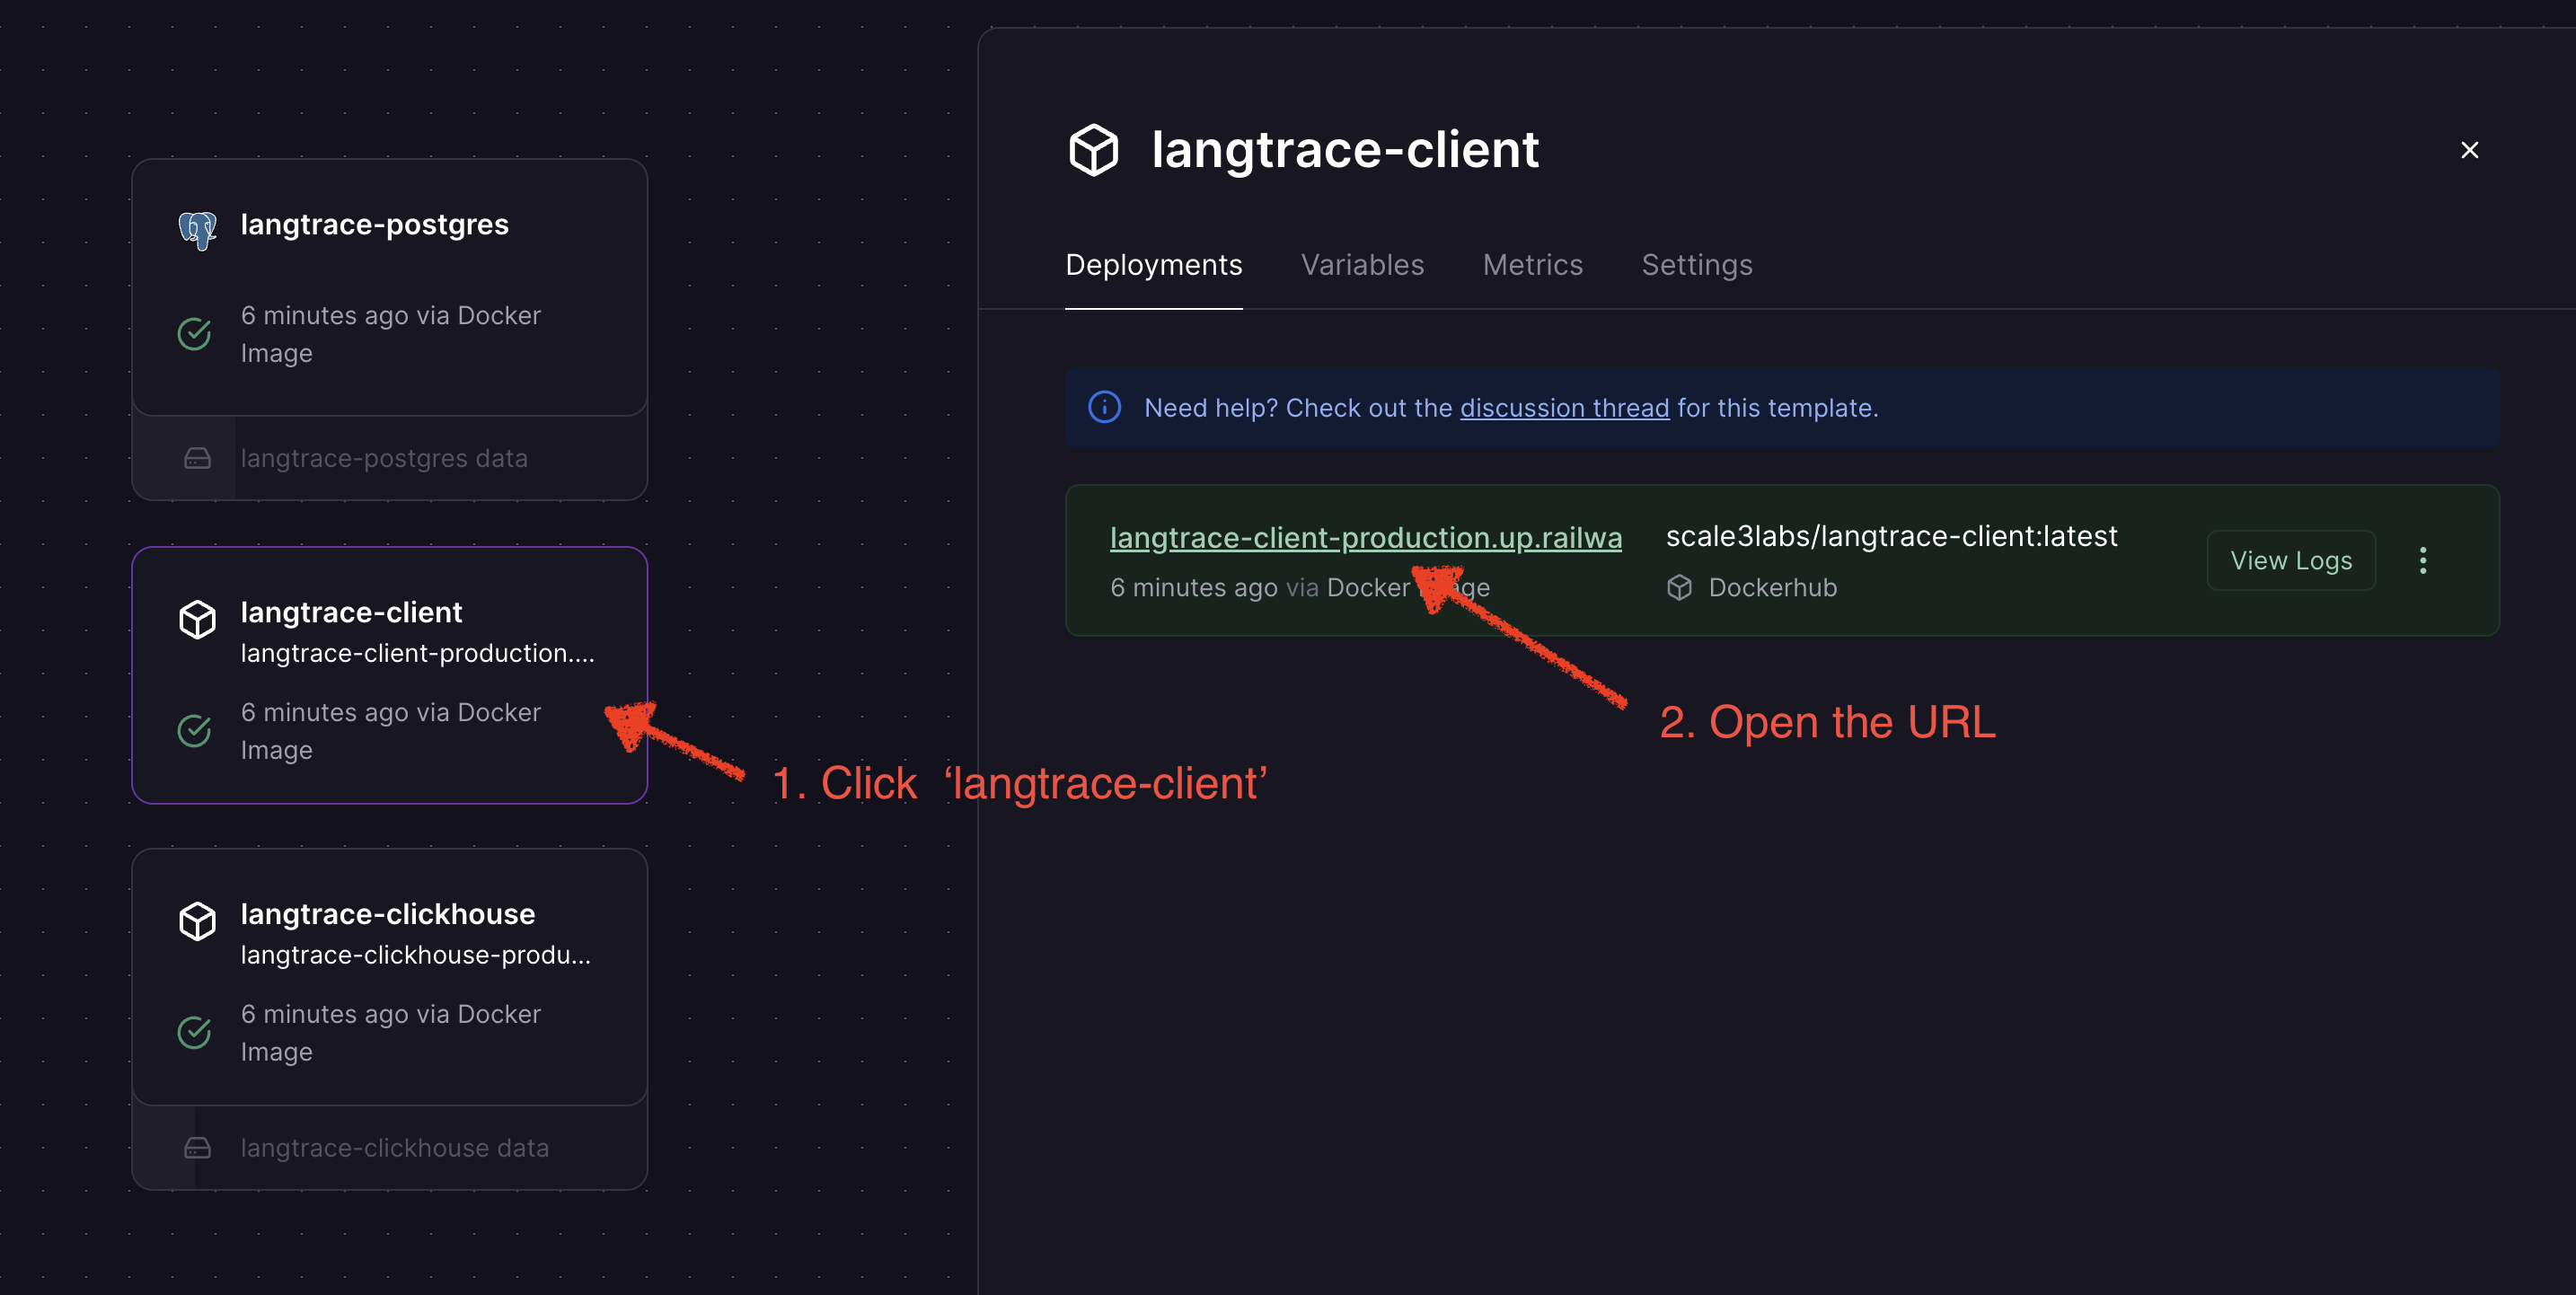 langtrace-postgres
6 minutes ago via Docker
Image
langtrace-postgres data
langtrace-client
langtrace-client-production....
6 minutes ago via Docker
Image
langtrace-clickhouse
langtrace-clickhouse-produ...
6 minutes ago via Docker
Image
langtrace-clickhouse data
1. Click ‘langtrace-client’
langtrace-client
Deployments Variables Metrics Settings
Need help? Check out the discussion thread for this template.
langtrace-client-production.up.railwa scale3labs/langtrace-client:latest
6 minutes ago via Docker Dockerhub
View Logs
2. Open the URL